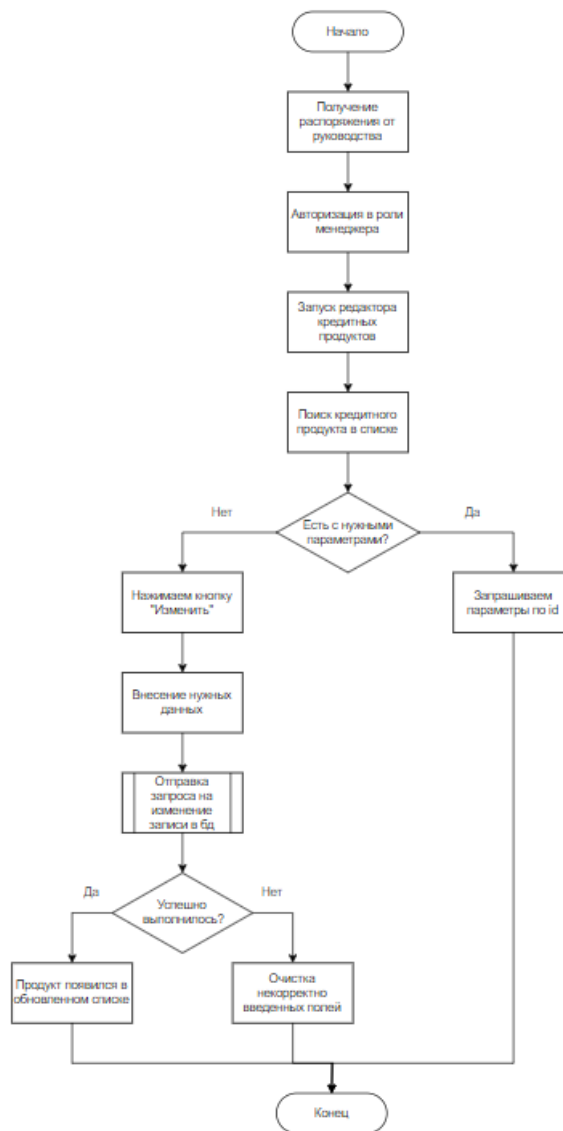 Начало
Получение
распоряжения от
руководства
Авторизация в роли
менеджера
Запуск редактора
кредитных
продуктов
Поиск кредитного
продукта в списке
Нет
Есть с нужными
параметрами?
Да
Нажимаем кнопку
"Изменить"
Запрашиваем
параметры по id
Внесение нужных
данных
Отправка
запроса на
изменение
записи в бд
Да
Успешно
выполнилось?
Нет
Продукт появился в
обновленном списке
Очистка
некорректно
введенных полей
Конец